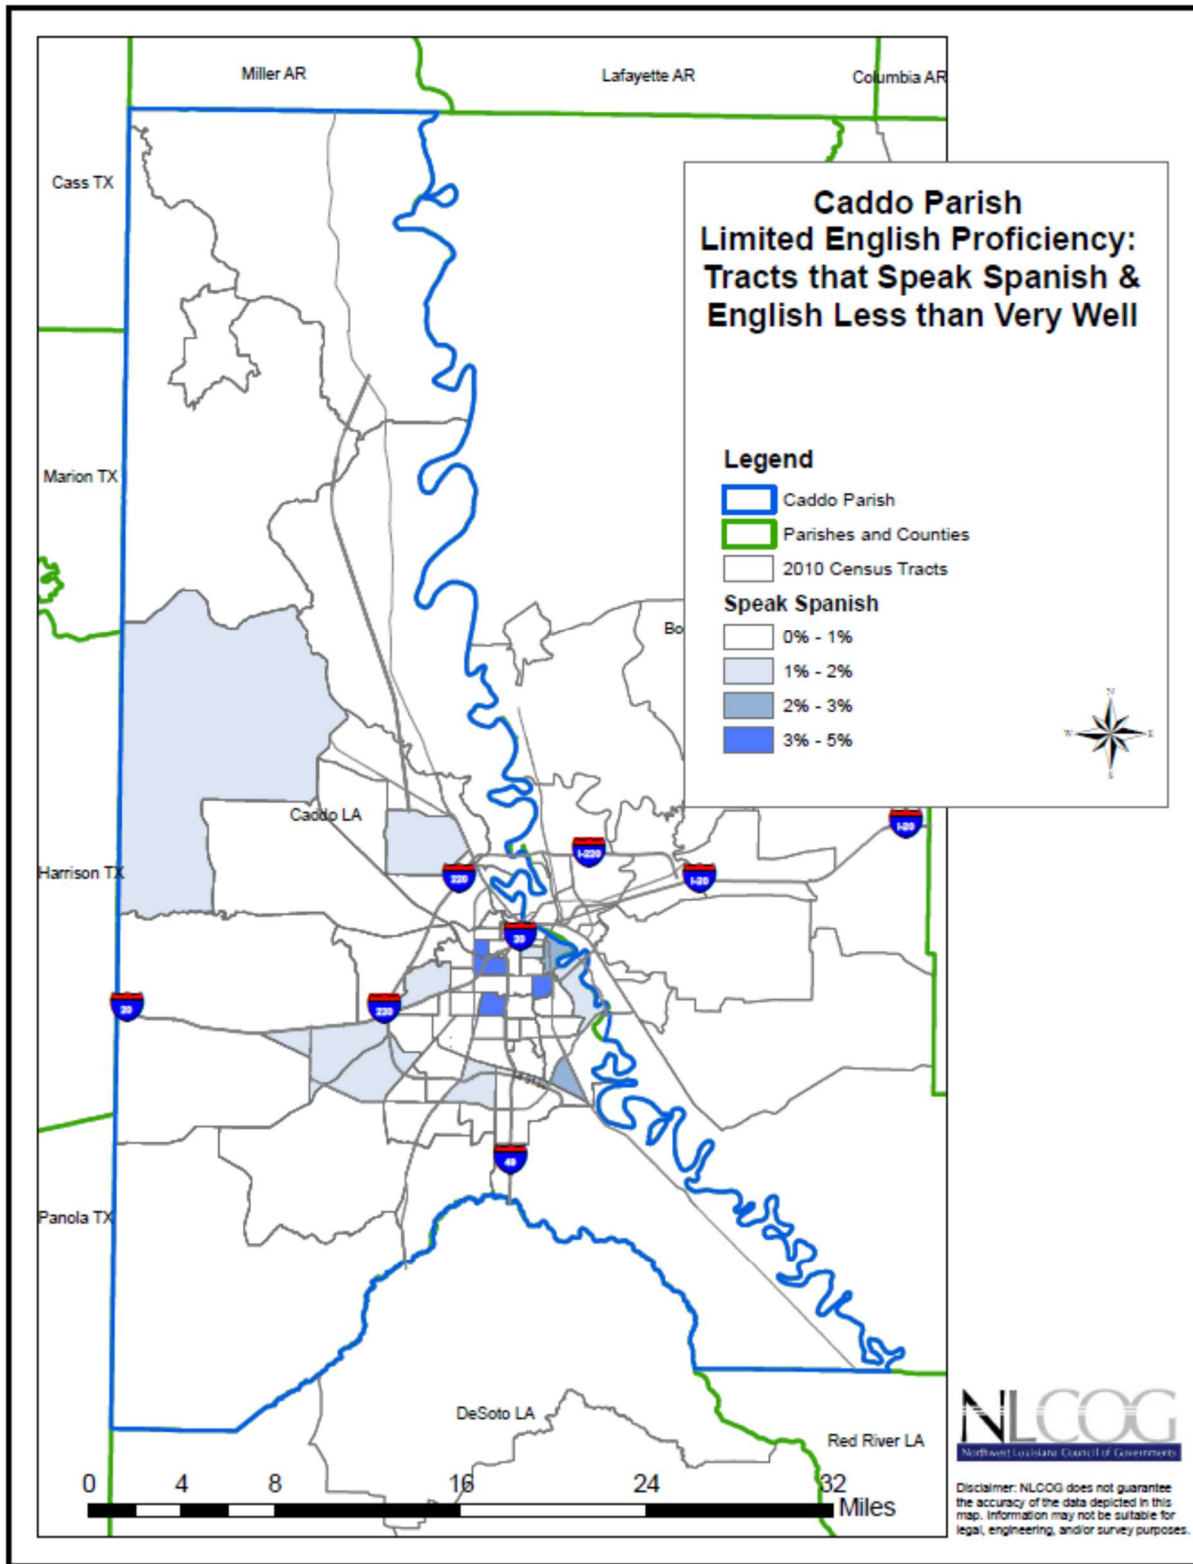 Miller AR
Lafayette AR
Columbia AR
Cass TX
Caddo Parish
Limited English Proficiency:
Tracts that Speak Spanish &
English Less than Very Well
Marion TX
Legend
Caddo Parish
Parishes and Counties
2010 Census Tracts
Speak Spanish
0% - 1%
1% - 2%
2% - 3%
3% - 5%
Bo
N
W
E
S
Caddo LA
I-20
I-220
Harrison TX
220
I-20
20
20
220
49
Panola TX
DeSoto LA
Red River LA
0 4 8 16 24 32
Miles
NLCOG
Northwest Louisiana Council of Governments
Disclaimer: NLCOG does not guarantee
the accuracy of the data depicted in this
map. Information may not be suitable for
legal, engineering, and/or survey purposes.